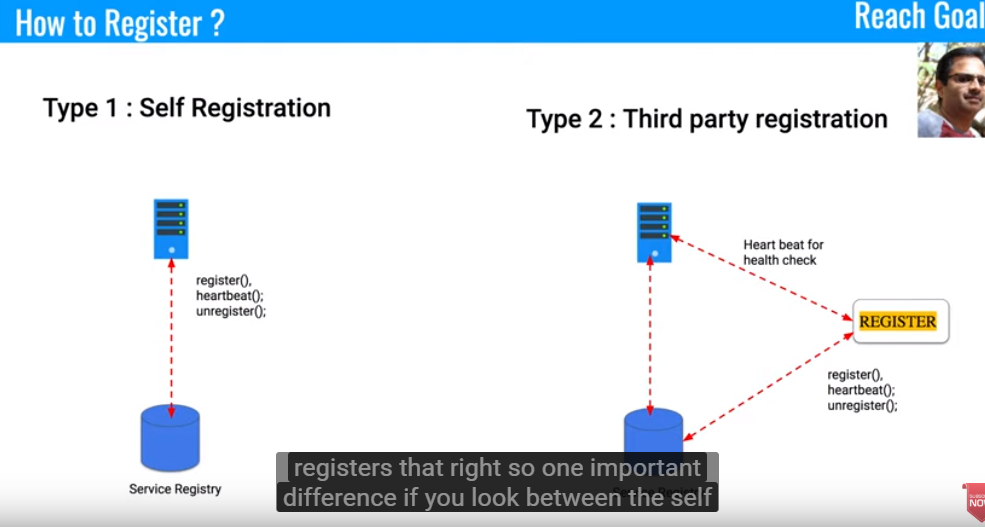 How to Register ?
Reach Goal
Type 1 : Self Registration
Type 2 : Third party registration
register(),
heartbeat();
unregister();
Heart beat for
health check
REGISTER
register(),
heartbeat();
unregister();
Service Registry
registers that right so one important
difference if you look between the self